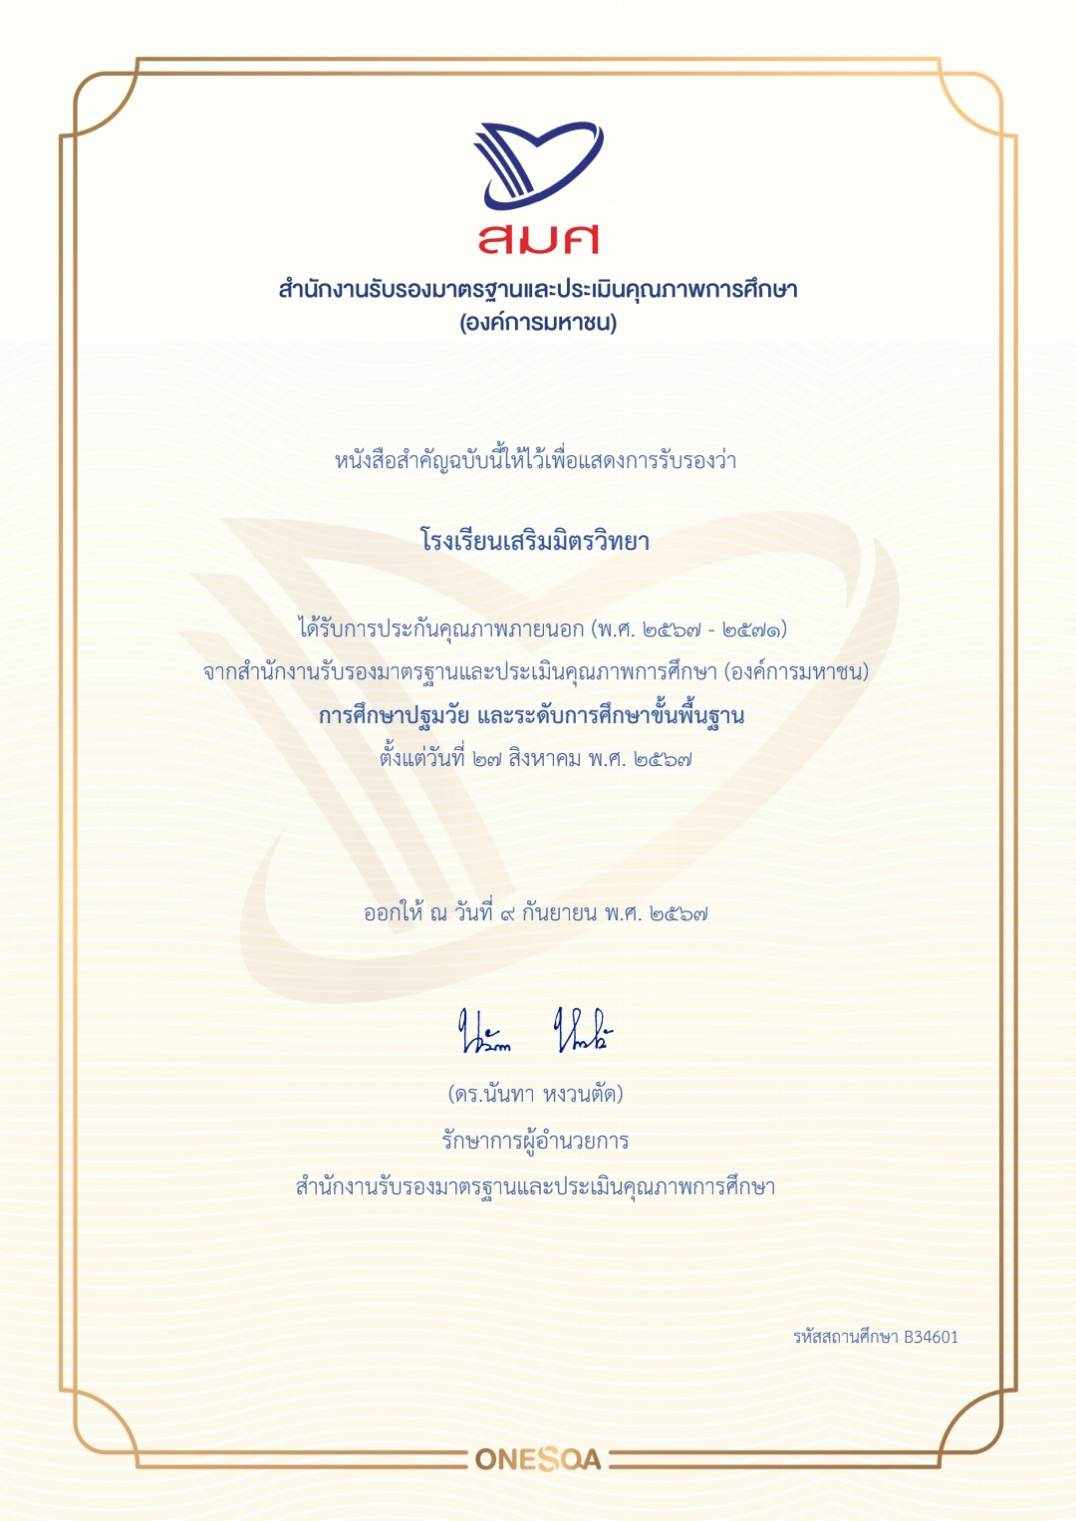 สมศ
สำนักงานรับรองมาตรฐานและประเมินคุณภาพการศึกษา
(องค์การมหาชน)
หนังสือสำคัญฉบับนี้ให้ไว้เพื่อแสดงการรับรองว่า
โรงเรียนเสริมมิตรวิทยา
ได้รับการประกันคุณภาพภายนอก (พ.ศ. ๒๕๖๗ - ๒๕๗๑)
จากสำนักงานรับรองมาตรฐานและประเมินคุณภาพการศึกษา (องค์การมหาชน)
การศึกษาปฐมวัย และระดับการศึกษาขั้นพื้นฐาน
ตั้งแต่วันที่ ๒๗ สิงหาคม พ.ศ. ๒๕๖๗
ออกให้ ณ วันที่ ๙ กันยายน พ.ศ. ๒๕๖๗
(ดร.นันทา หงวนตัด)
รักษาการผู้อำนวยการ
สำนักงานรับรองมาตรฐานและประเมินคุณภาพการศึกษา
รหัสสถานศึกษา B34601
ONESQA